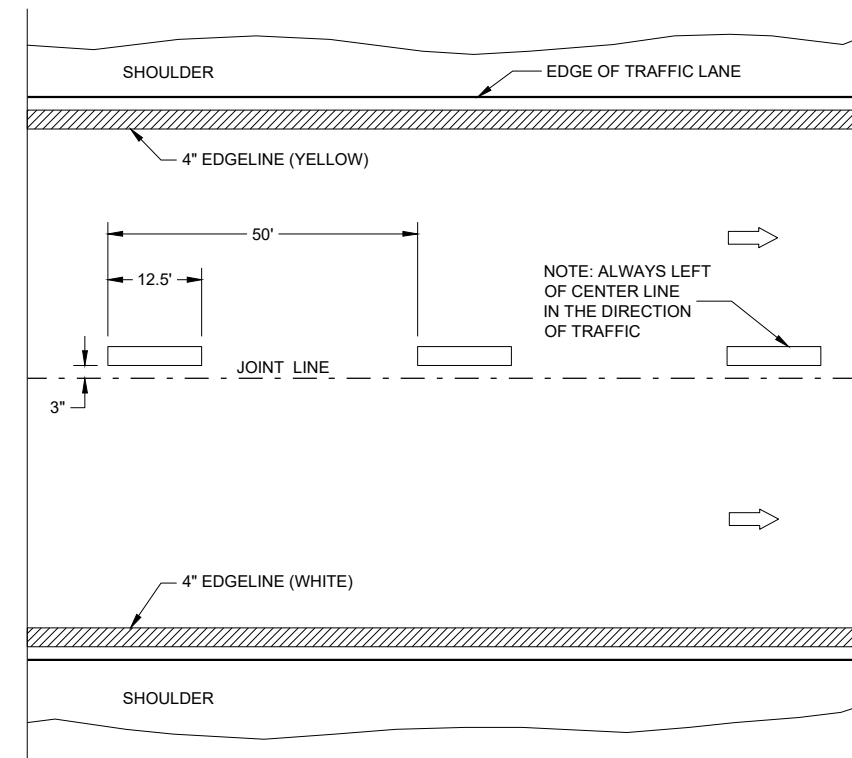 SHOULDER
EDGE OF TRAFFIC LANE
4" EDGELINE (YELLOW)
50'
12.5'
NOTE: ALWAYS LEFT
OF CENTER LINE
IN THE DIRECTION
OF TRAFFIC
JOINT LINE
3"
4" EDGELINE (WHITE)
SHOULDER